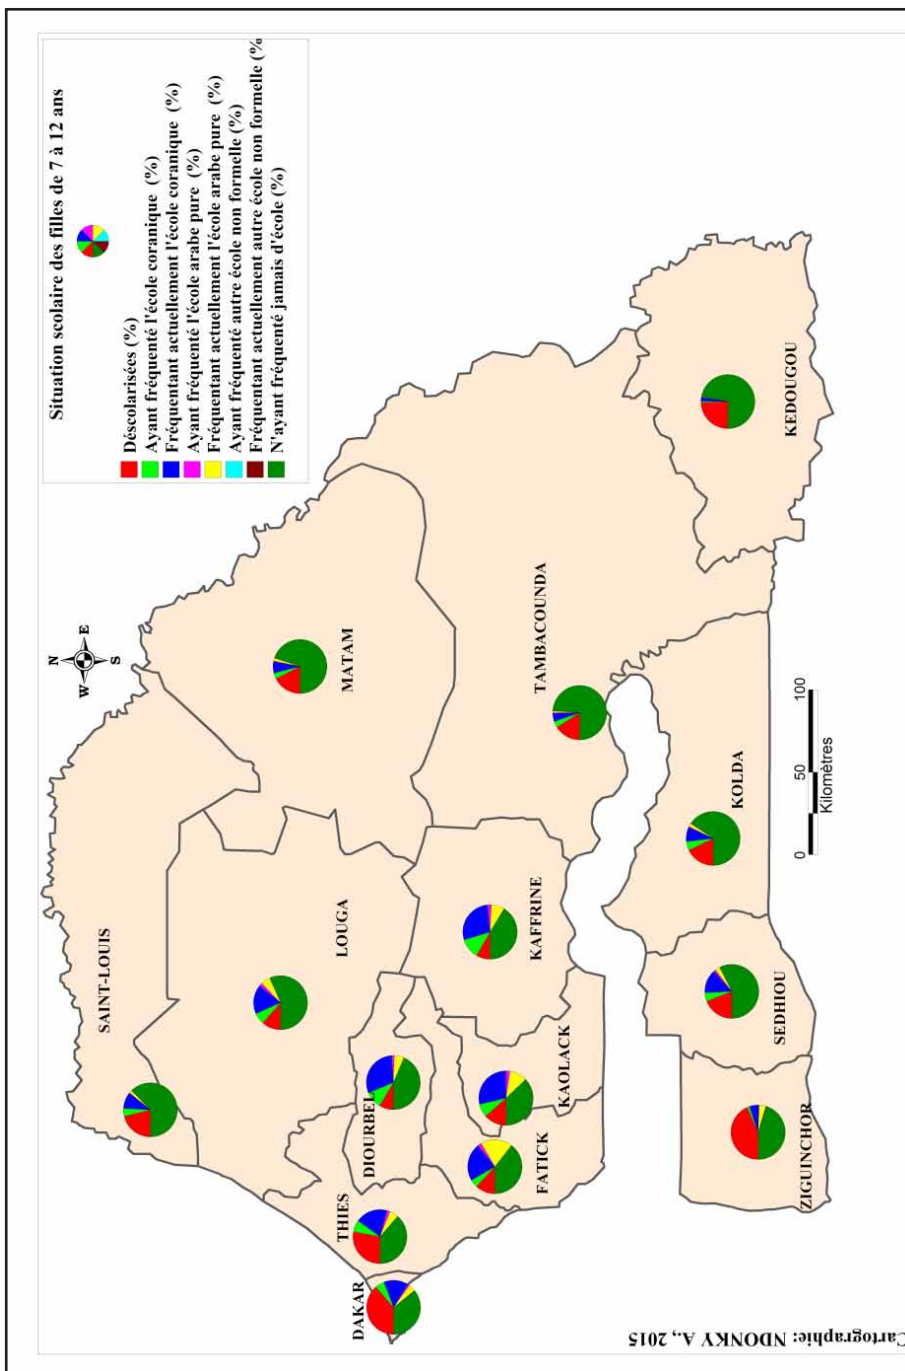 Situation scolaire des filles de 7 à 12 ans
Déscolarisées (%)
Ayant fréquenté l'école coranique (%)
Fréquentant actuellement l'école coranique (%)
Ayant fréquenté l'école arabe pure (%)
Fréquentant actuellement l'école arabe pure (%)
Ayant fréquenté autre école non formelle (%)
Fréquentant actuellement autre école non formelle (%
N'ayant fréquenté jamais d'école (%)
N
W E
S
SAINT-LOUIS
MATAM
LOUGA
DAKAR
THIES
DIOURBEL
FATICK
KAOLACK
KAFFRINE
TAMBACOUNDA
KEDOUGOU
ZIGUINCHOR
SEDHIOU
KOLDA
0 50 100
Kilomètres
Cartographie: NDONKY A., 2015